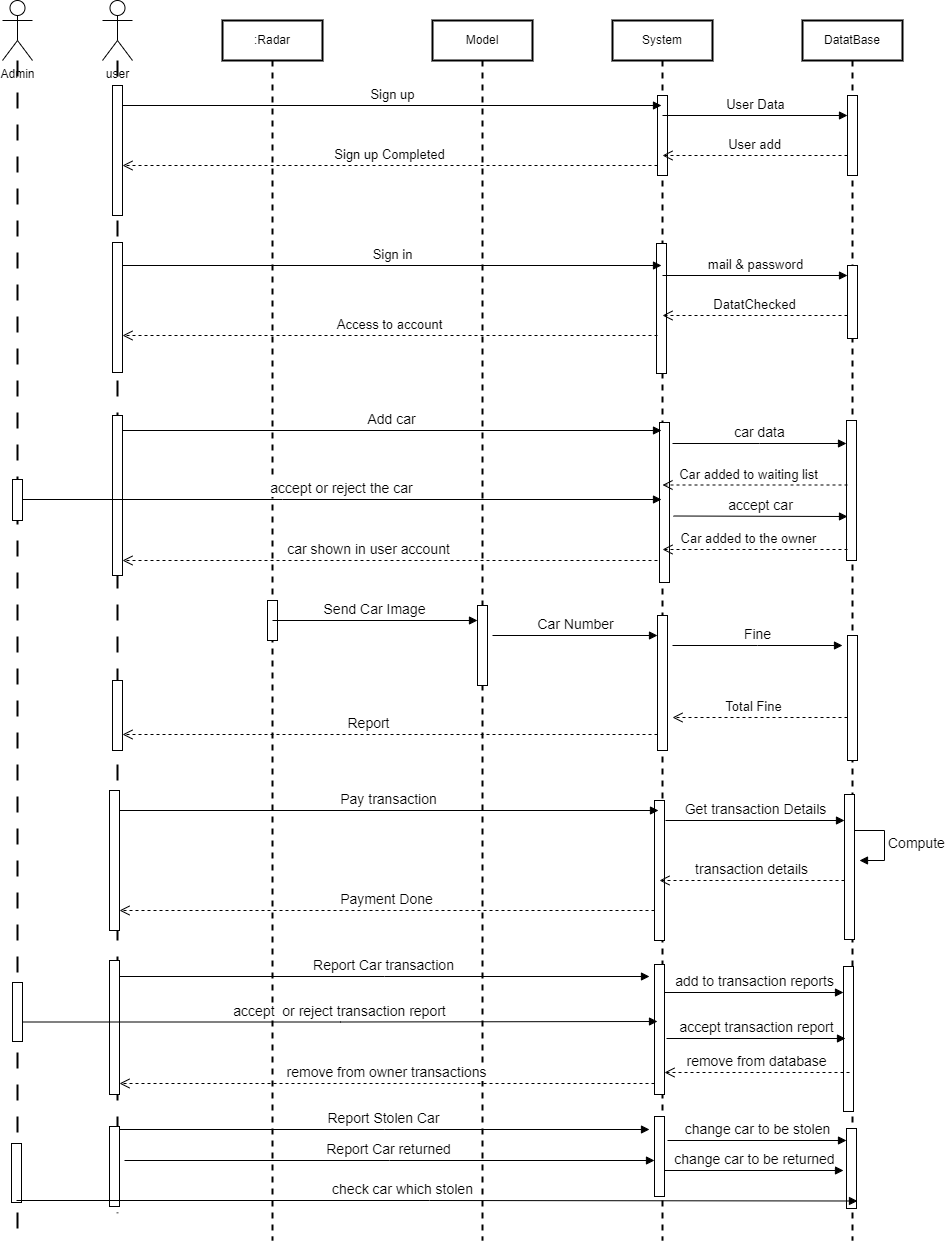 Admin
user
:Radar
Model
System
DatatBase
Sign up
User Data
User add
Sign up Completed
Sign in
mail & password
DatatChecked
Access to account
Add car
car data
Car added to waiting list
accept or reject the car
accept car
Car added to the owner
car shown in user account
Send Car Image
Car Number
Fine
Total Fine
Report
Pay transaction
Get transaction Details
Compute
transaction details
Payment Done
Report Car transaction
add to transaction reports
accept or reject transaction report
accept transaction report
remove from database
remove from owner transactions
Report Stolen Car
change car to be stolen
Report Car returned
change car to be returned
check car which stolen